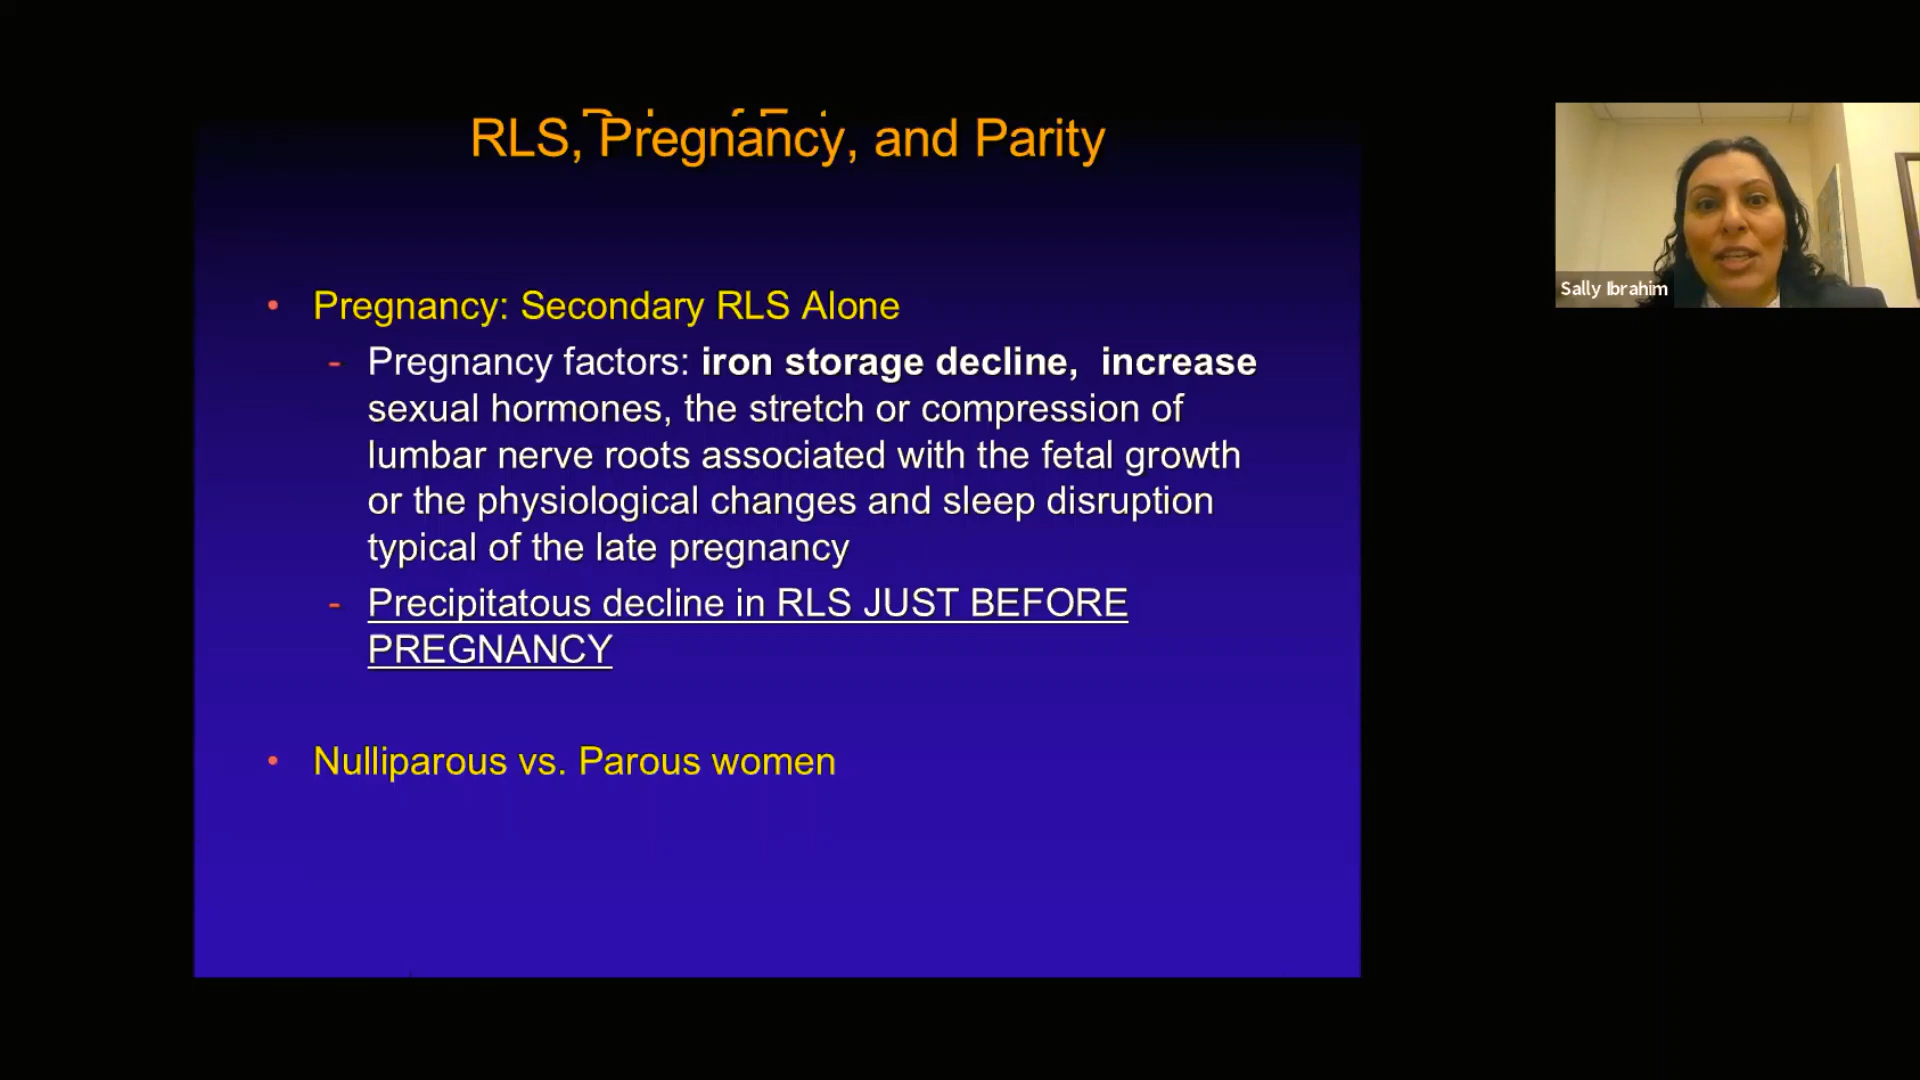 RLS, Pregnancy, and Parity
• Pregnancy: Secondary RLS Alone
- Pregnancy factors: iron storage decline, increase
sexual hormones, the stretch or compression of
lumbar nerve roots associated with the fetal growth
or the physiological changes and sleep disruption
typical of the late pregnancy
- Precipitatous decline in RLS JUST BEFORE
PREGNANCY
• Nulliparous vs. Parous women
Sally Ibrahim